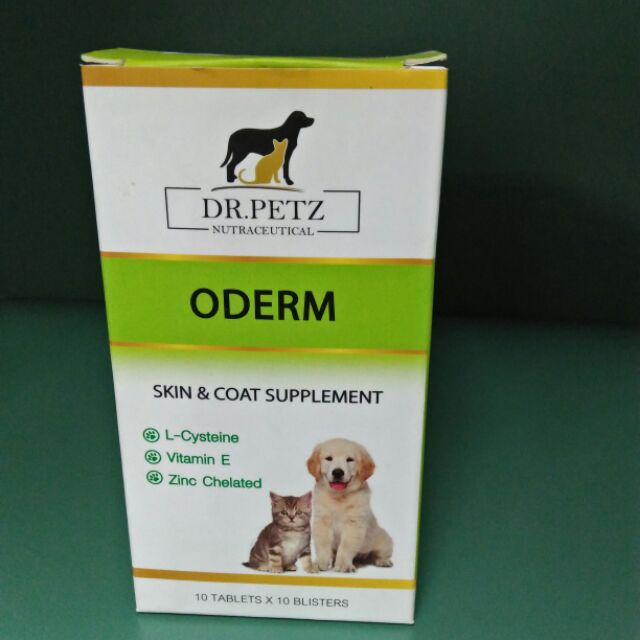 DR.PETZ
NUTRACEUTICAL
ODERM
SKIN & COAT SUPPLEMENT
L-Cysteine
Vitamin E
Zinc Chelated
10 TABLETS X 10 BLISTERS